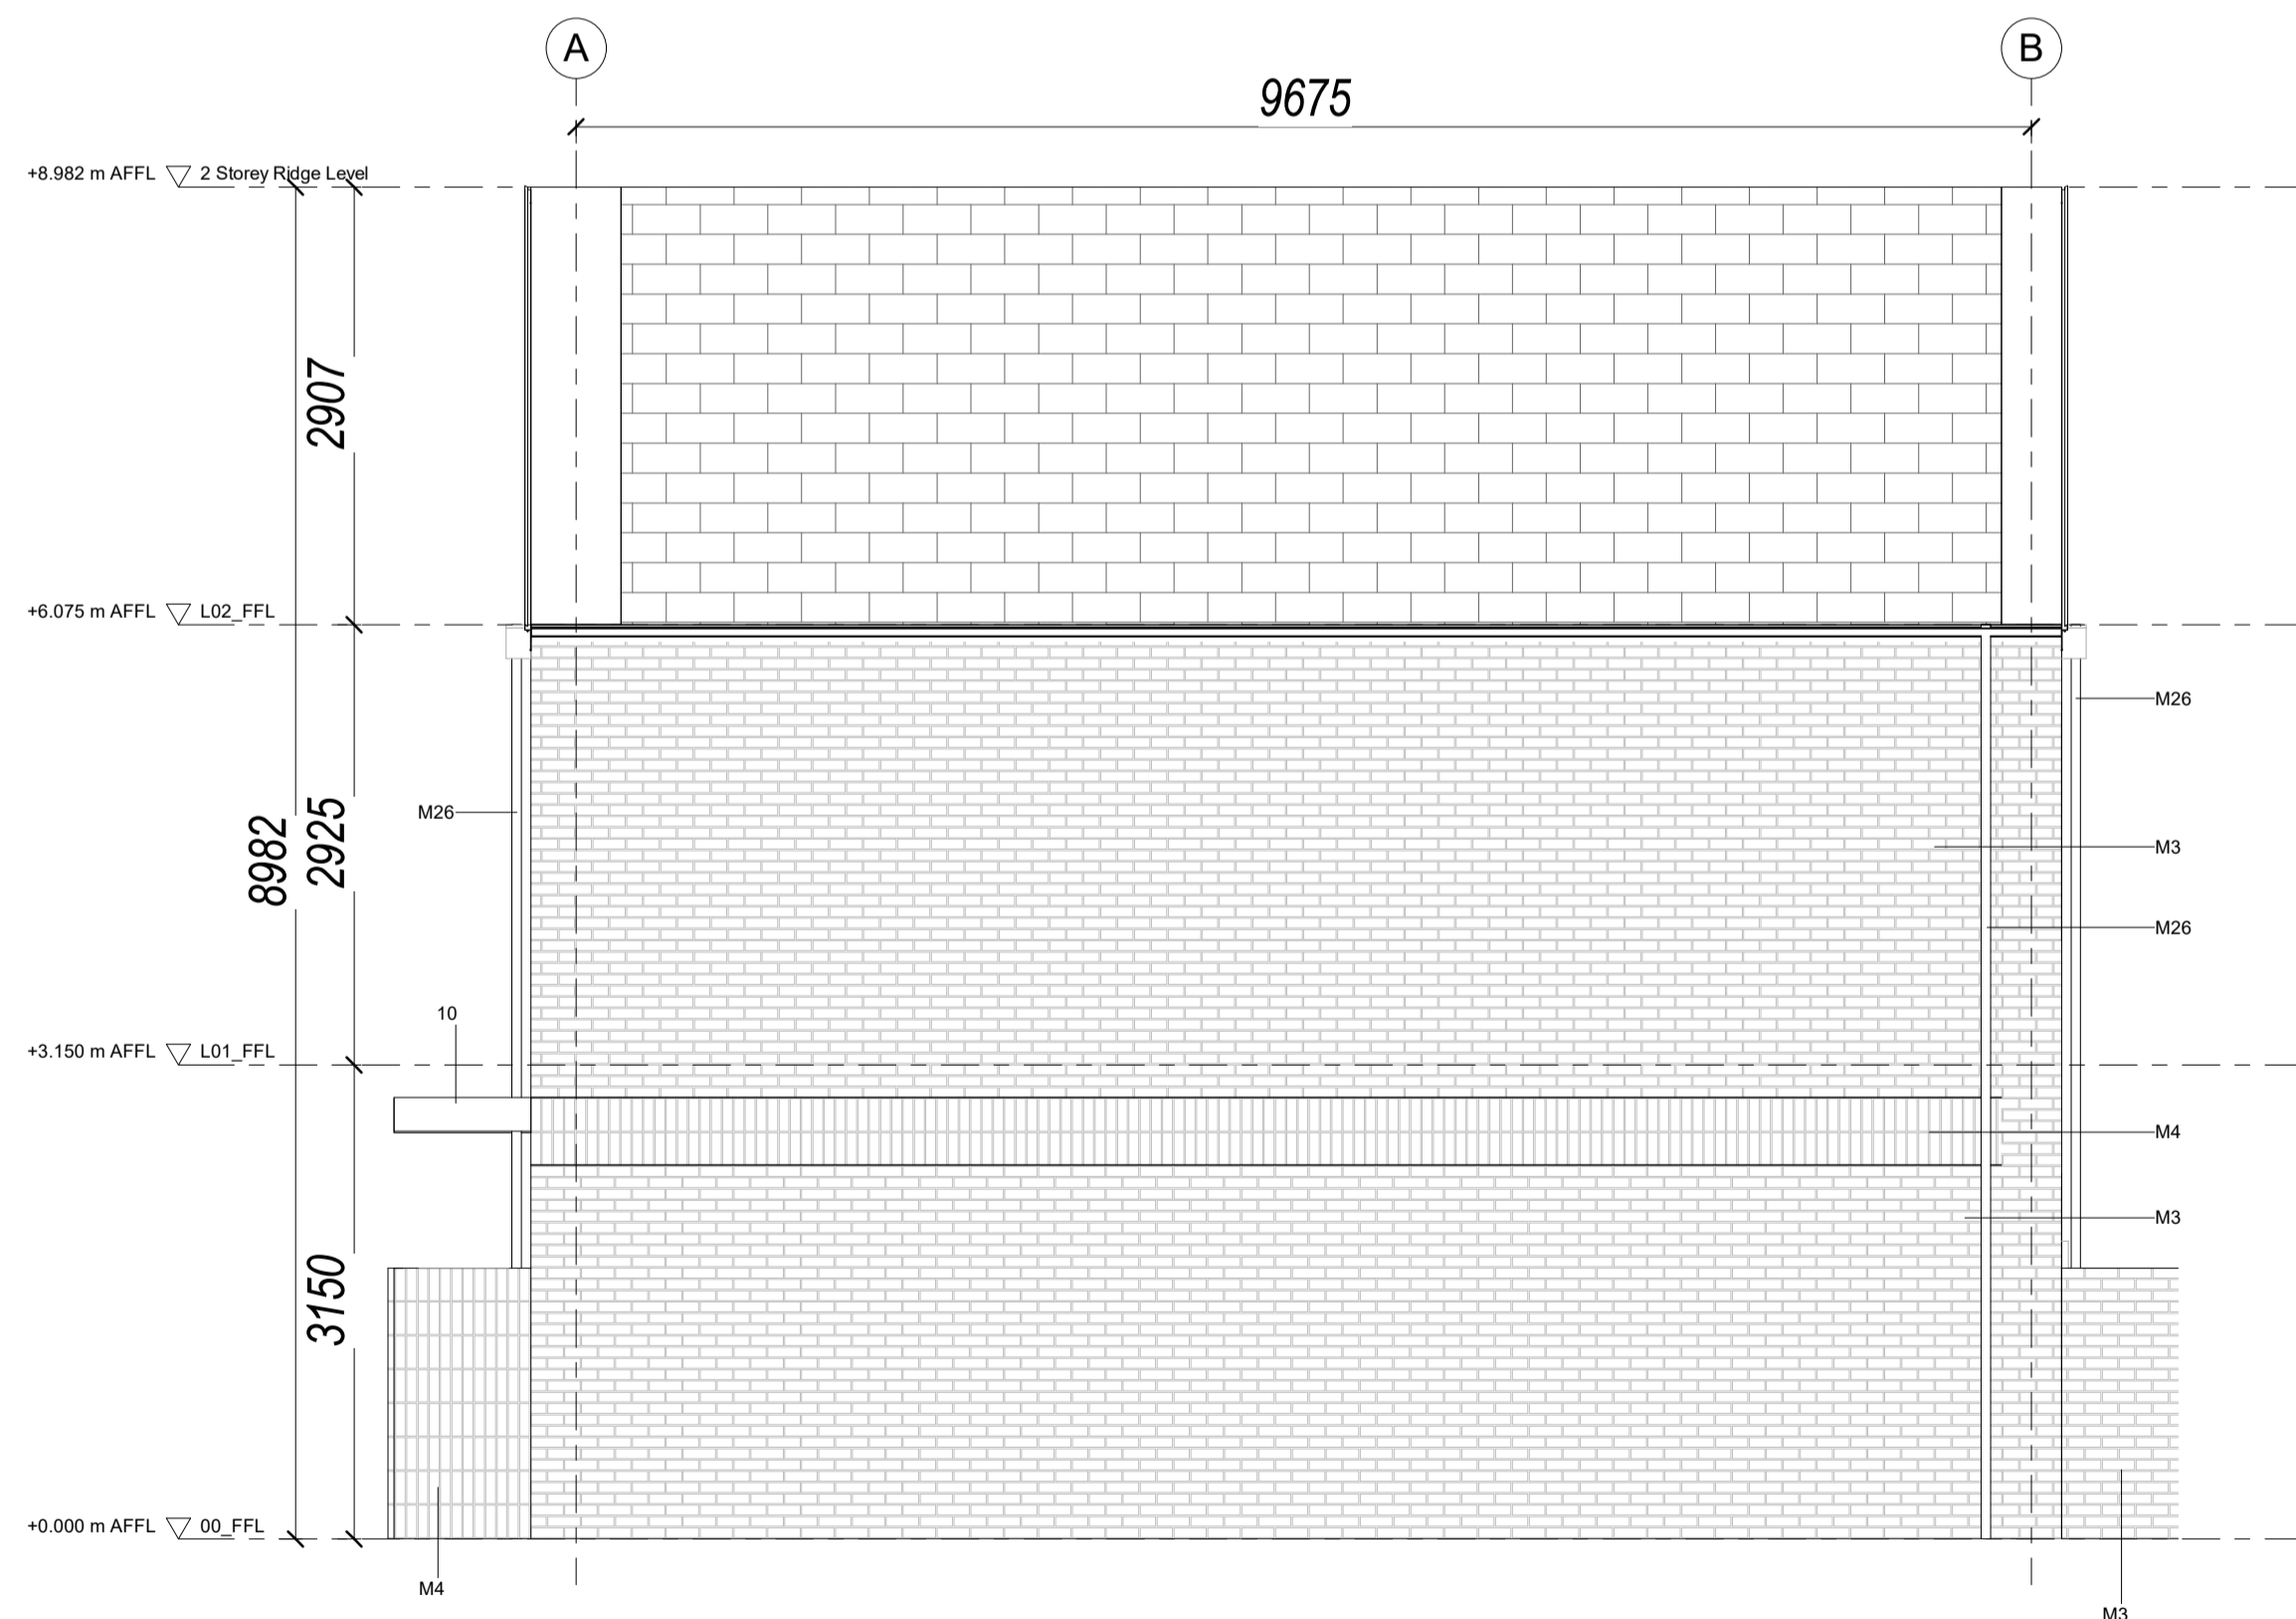 A
B
9675
+8.982 m AFFL
2 Storey Ridge Level
2907
+6.075 m AFFL
L02_FFL
M26
M26
8982
2925
M3
M26
10
+3.150 m AFFL
L01_FFL
M4
M3
3150
+0.000 m AFFL
00_FFL
M4
M3